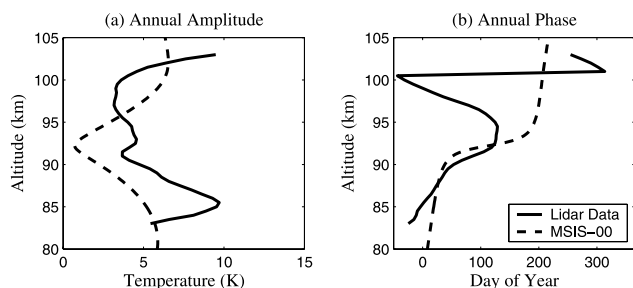 (a) Annual Amplitude
105
100
95
90
85
80
Altitude (km)
0
5
10
15
Temperature (K)
(b) Annual Phase
105
100
95
90
85
80
Altitude (km)
0
100
200
300
Day of Year
Lidar Data
MSIS−00